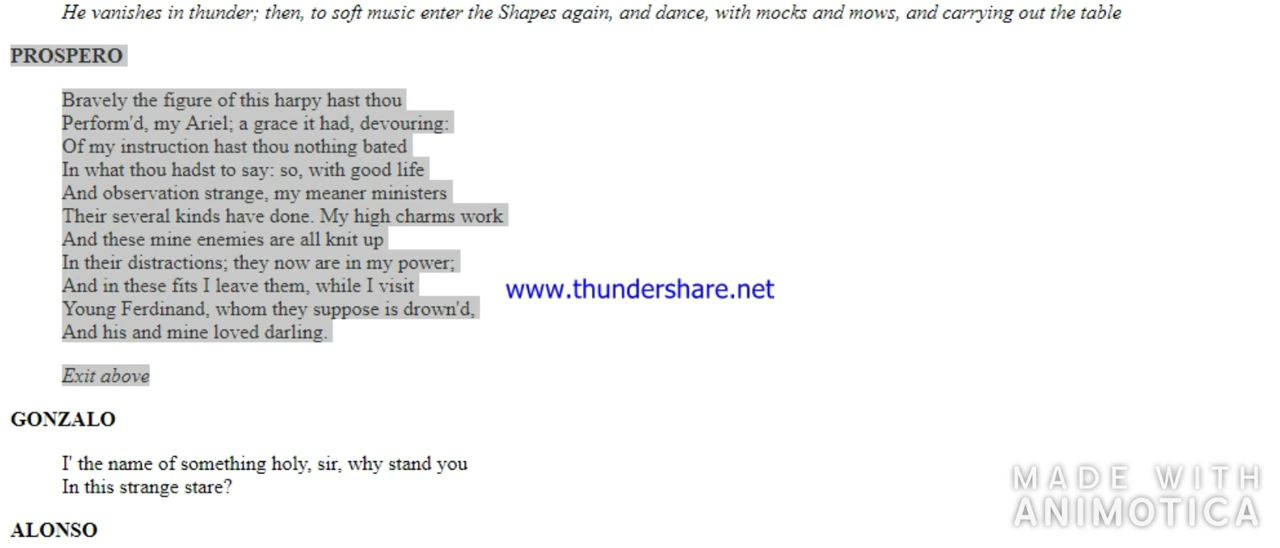 He vanishes in thunder; then, to soft music enter the Shapes again, and dance, with mocks and mows, and carrying out the table
PROSPERO
Bravely the figure of this harpy hast thou
Perform'd, my Ariel; a grace it had, devouring:
Of my instruction hast thou nothing bated
In what thou hadst to say: so, with good life
And observation strange, my meaner ministers
Their several kinds have done. My high charms work
And these mine enemies are all knit up
In their distractions; they now are in my power;
And in these fits I leave them, while I visit
www.thundershare.net
Young Ferdinand, whom they suppose is drown'd,
And his and mine loved darling.
Exit above
GONZALO
I' the name of something holy, sir, why stand you
In this strange stare?
MADE WITH
ANIMOTICA
ALONSO